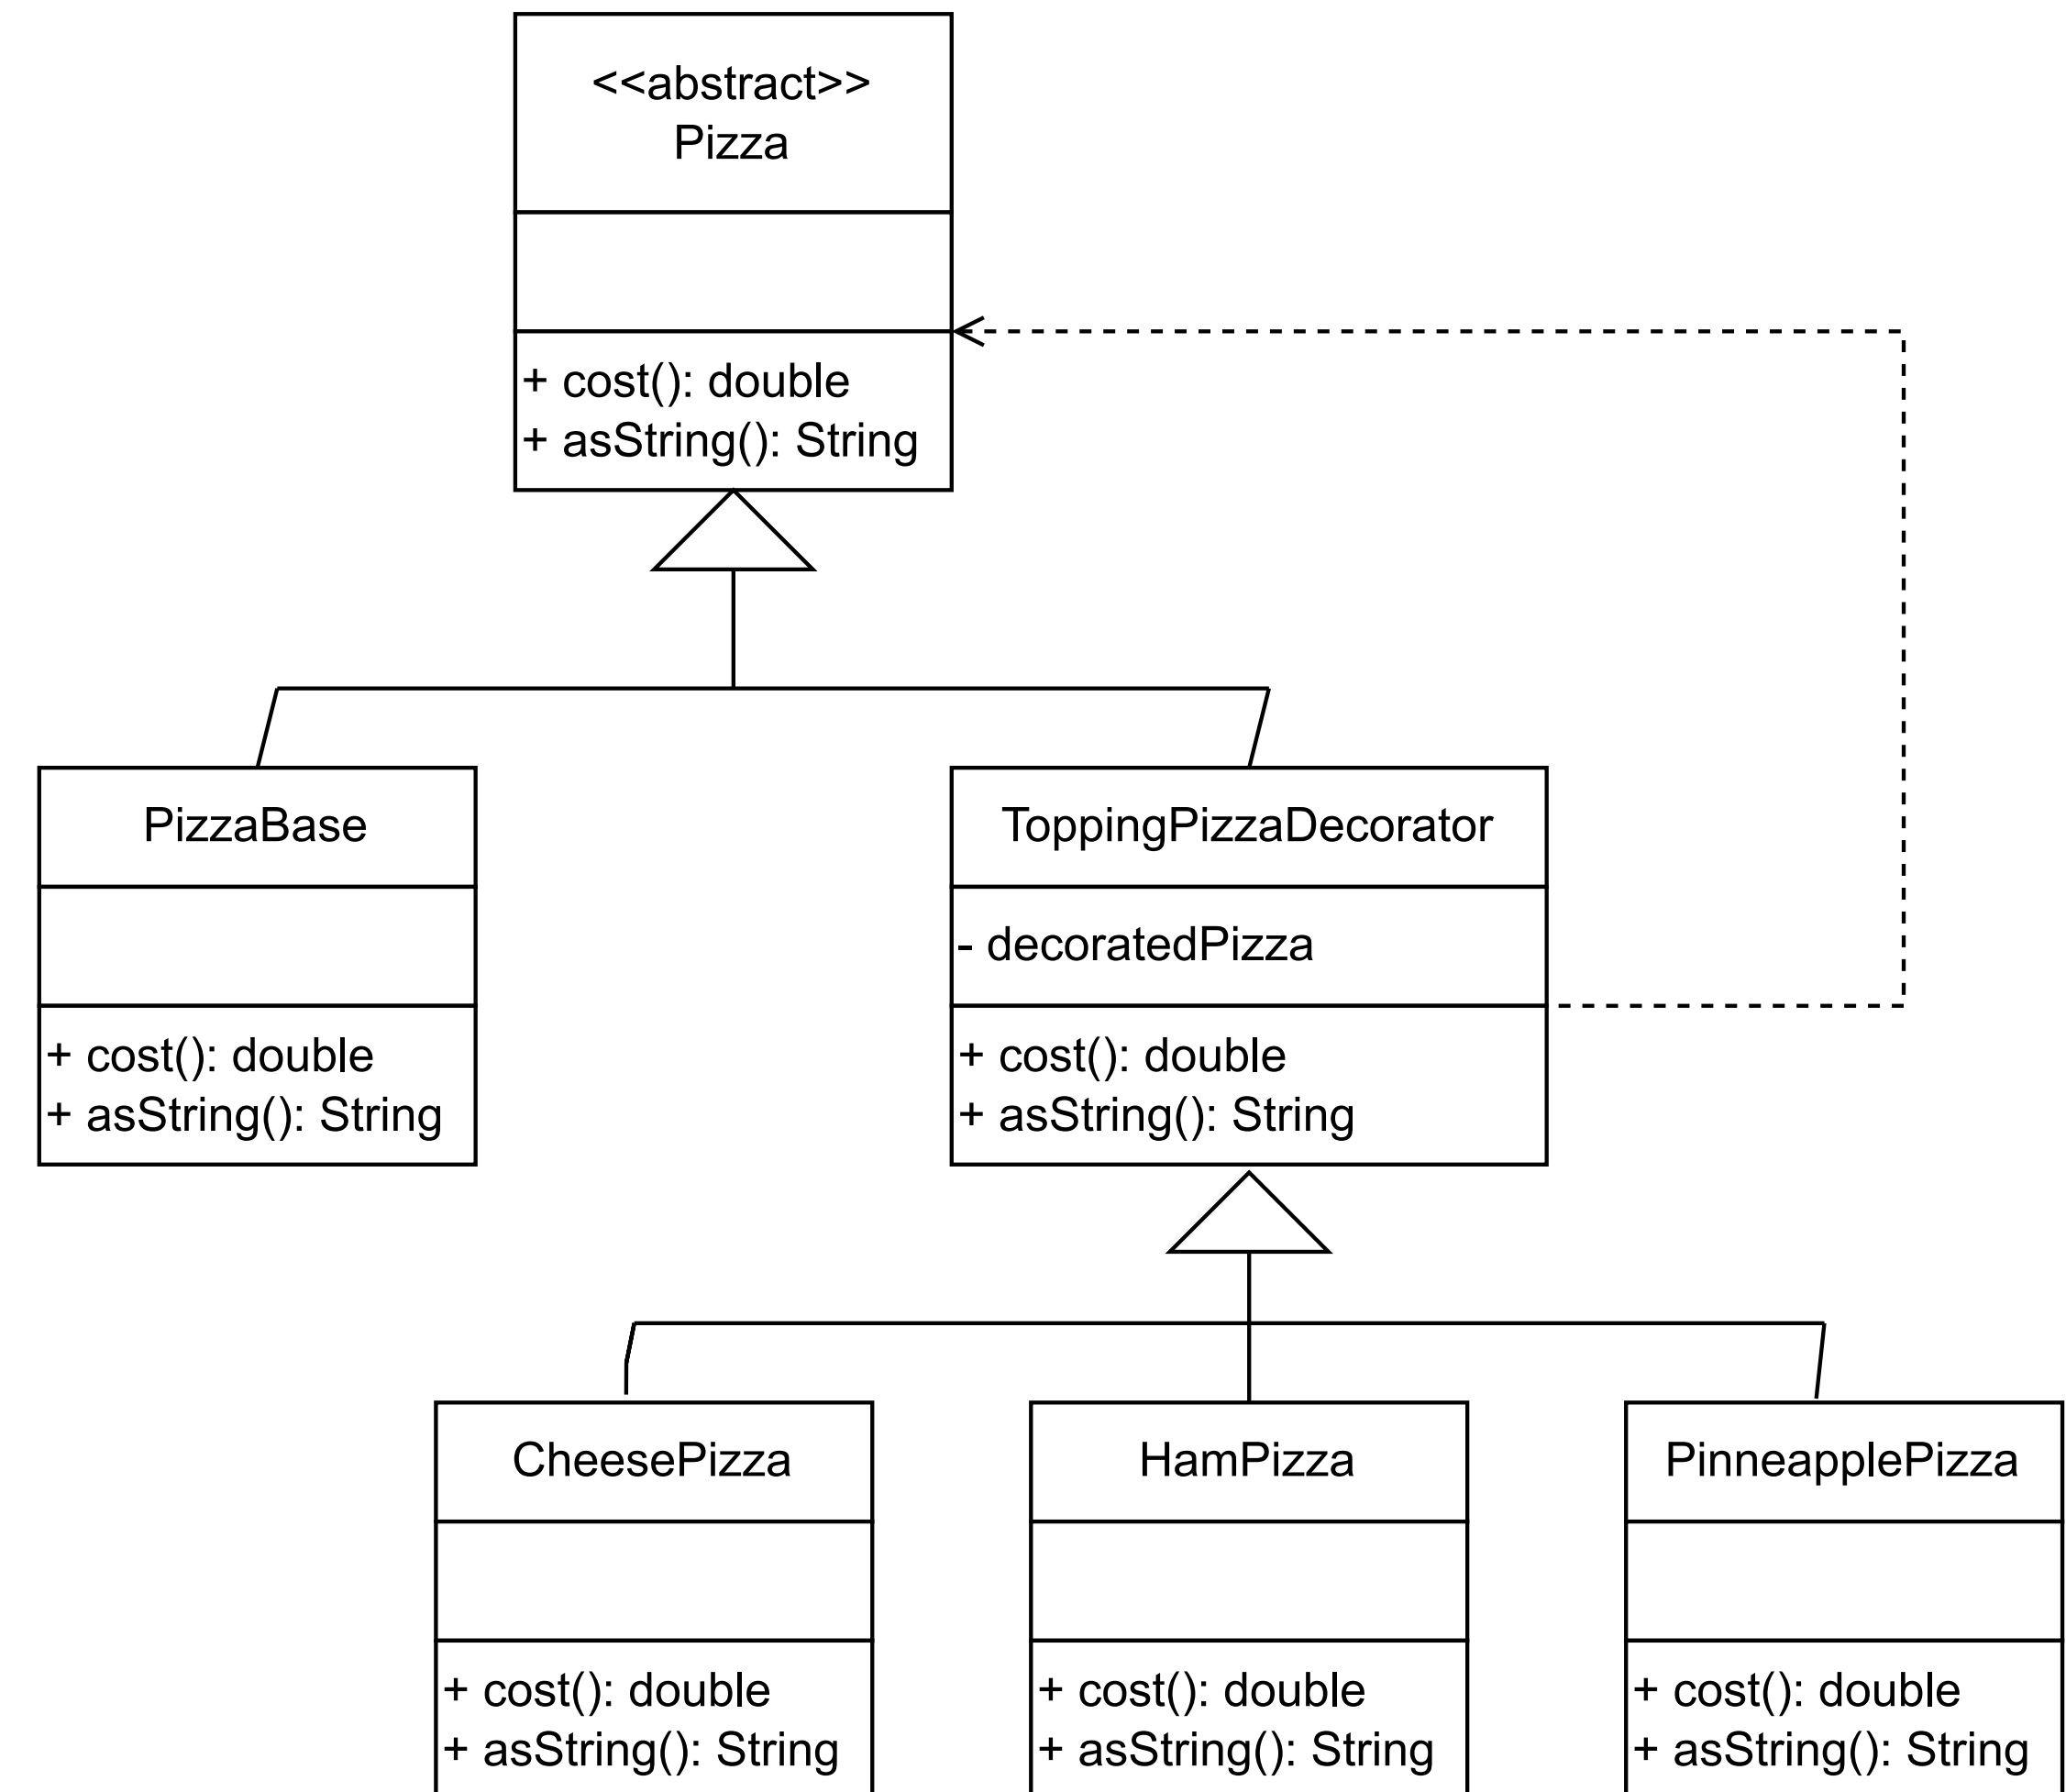 <<abstract>>
Pizza
+ cost(): double
+ asString(): String
PizzaBase
+ cost(): double
+ asString(): String
ToppingPizzaDecorator
- decoratedPizza
+ cost(): double
+ asString(): String
CheesePizza
+ cost(): double
+ asString(): String
HamPizza
+ cost(): double
+ asString(): String
PinneapplePizza
+ cost(): double
+ asString(): String